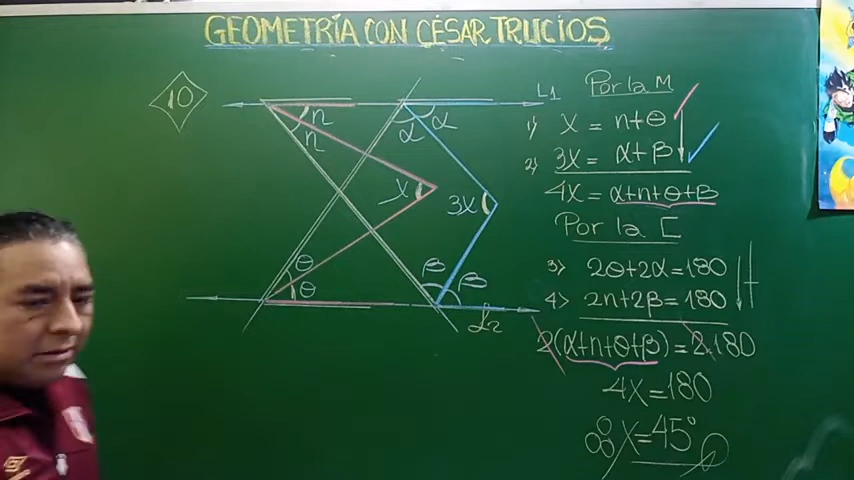 GEOMETRÍA CON CÉSAR TRUCIOS
10
L1
n
n
α
α
x
3X
θ
θ
β
β
L2
Por la M
1) X = n+θ
2) 3X = α+β
4X = α+n+θ+β
Por la C
3) 2θ+2α=180
4) 2n+2β=180
2(α+n+θ+β)=2.180
4X=180
∴ X=45°